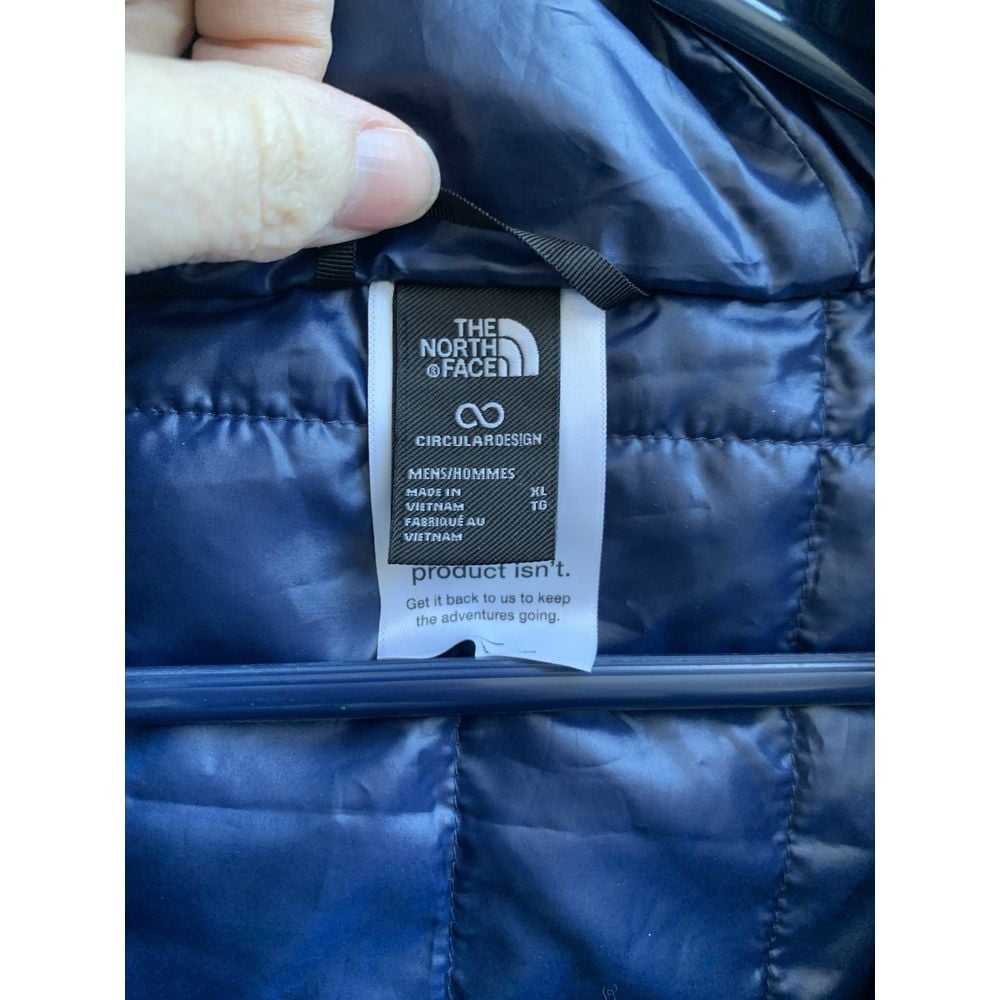 THE
NORTH
® FACE
CIRCULARDESIGN
MENS/HOMMES
MADE IN XL
VIETNAM TG
FABRIQUÉ AU
VIETNAM
product isn't.
Get it back to us to keep
the adventures going.